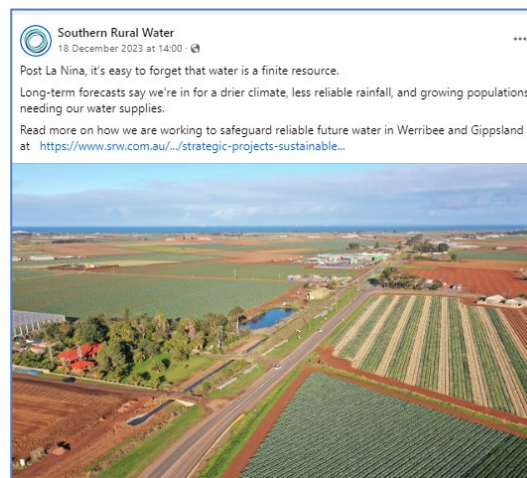 Southern Rural Water
18 December 2023 at 14:00 ·
Post La Nina, it's easy to forget that water is a finite resource.
Long-term forecasts say we're in for a drier climate, less reliable rainfall, and growing populations
needing our water supplies.
Read more on how we are working to safeguard reliable future water in Werribee and Gippsland
at https://www.srw.com.au/.../strategic-projects-sustainable...